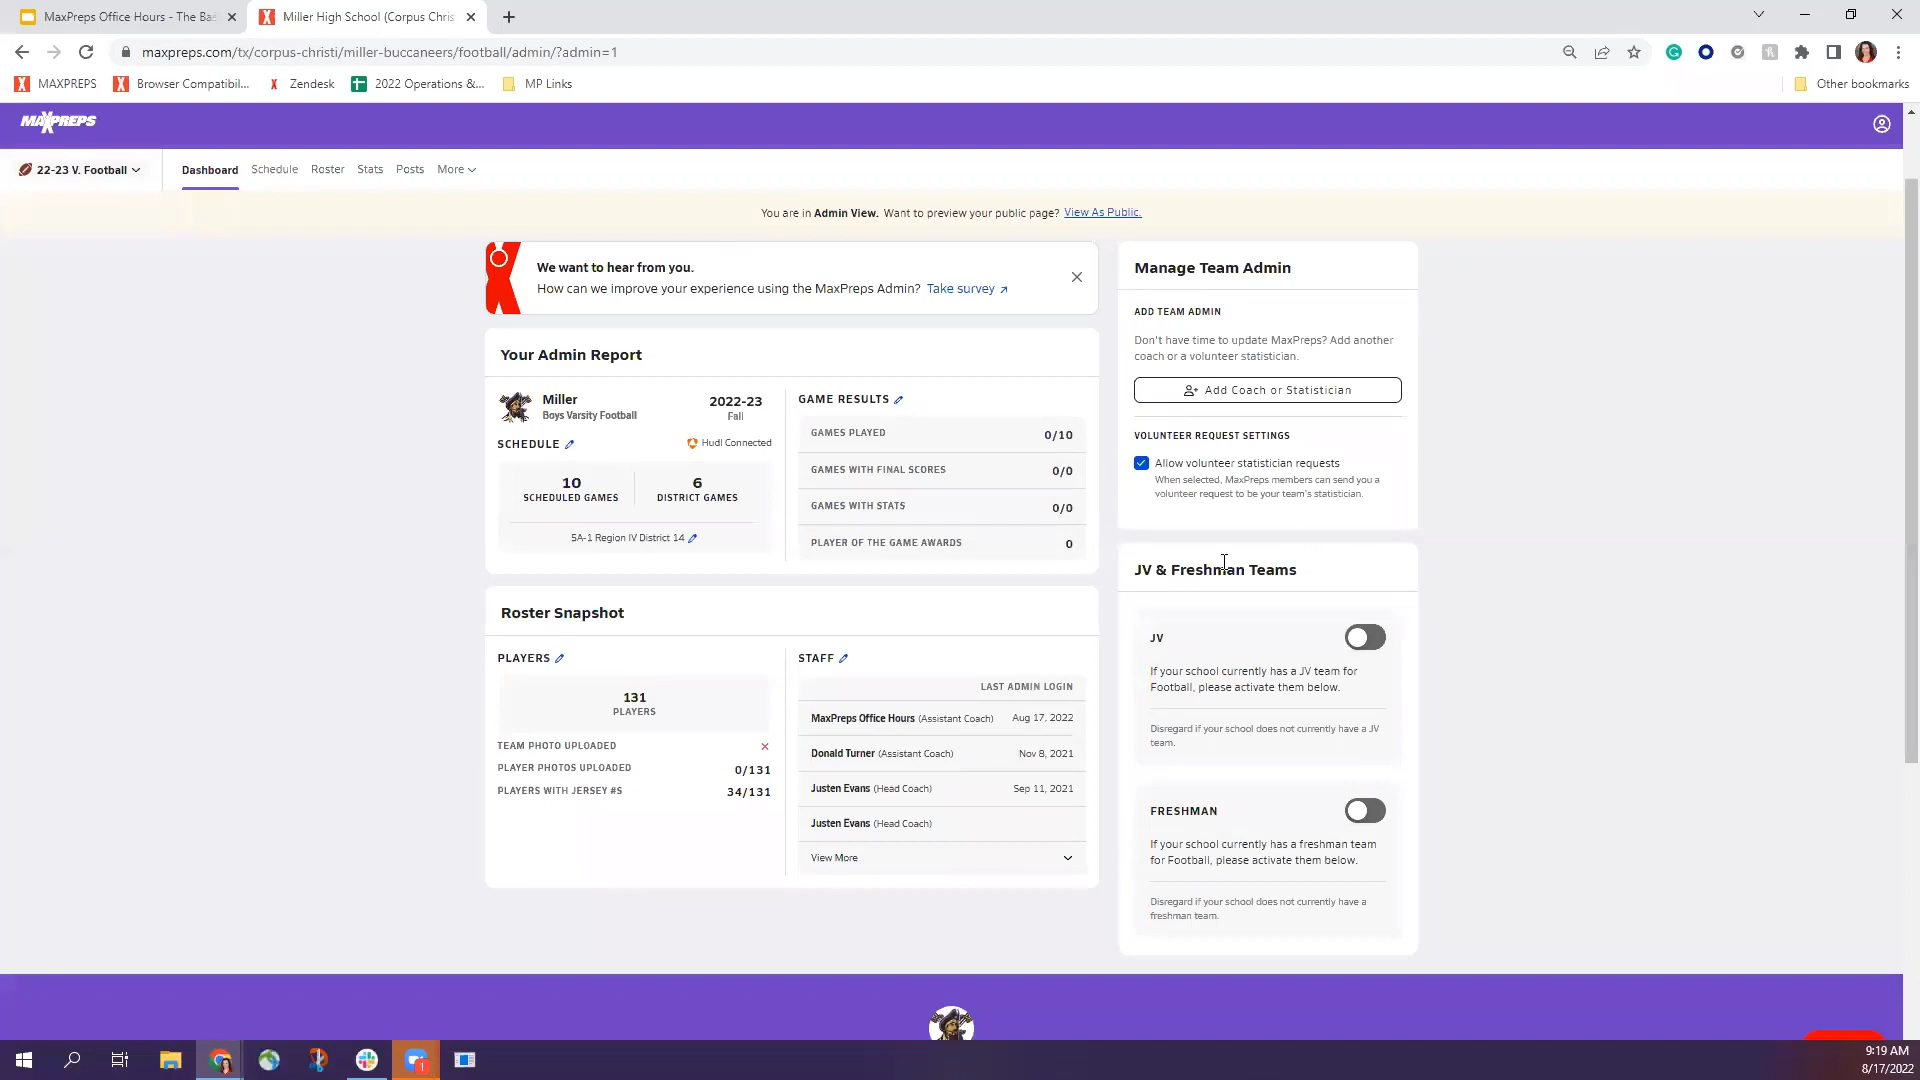 MaxPreps Office Hours - The Bas
Miller High School (Corpus Chris
maxpreps.com/tx/corpus-christi/miller-buccaneers/football/admin/?admin=1
MAXPREPS
Browser Compatibil...
Zendesk
2022 Operations &...
MP Links
Other bookmarks
MAXPREPS
22-23 V. Football
Dashboard
Schedule
Roster
Stats
Posts
More
You are in Admin View. Want to preview your public page? View As Public.
We want to hear from you.
How can we improve your experience using the MaxPreps Admin? Take survey
Your Admin Report
Miller
Boys Varsity Football
2022-23
Fall
SCHEDULE
Hudl Connected
10
SCHEDULED GAMES
6
DISTRICT GAMES
5A-1 Region IV District 14
GAME RESULTS
GAMES PLAYED 0/10
GAMES WITH FINAL SCORES 0/0
GAMES WITH STATS 0/0
PLAYER OF THE GAME AWARDS 0
Roster Snapshot
PLAYERS
131
PLAYERS
TEAM PHOTO UPLOADED
PLAYER PHOTOS UPLOADED 0/131
PLAYERS WITH JERSEY #S 34/131
STAFF
LAST ADMIN LOGIN
MaxPreps Office Hours (Assistant Coach) Aug 17, 2022
Donald Turner (Assistant Coach) Nov 8, 2021
Justen Evans (Head Coach) Sep 11, 2021
Justen Evans (Head Coach)
View More
Manage Team Admin
ADD TEAM ADMIN
Don't have time to update MaxPreps? Add another
coach or a volunteer statistician.
Add Coach or Statistician
VOLUNTEER REQUEST SETTINGS
Allow volunteer statistician requests
When selected, MaxPreps members can send you a
volunteer request to be your team's statistician.
JV & Freshman Teams
JV
If your school currently has a JV team for
Football, please activate them below.
Disregard if your school does not currently have a JV
team.
FRESHMAN
If your school currently has a freshman team
for Football, please activate them below.
Disregard if your school does not currently have a
freshman team.
1
9:19 AM
8/17/2022